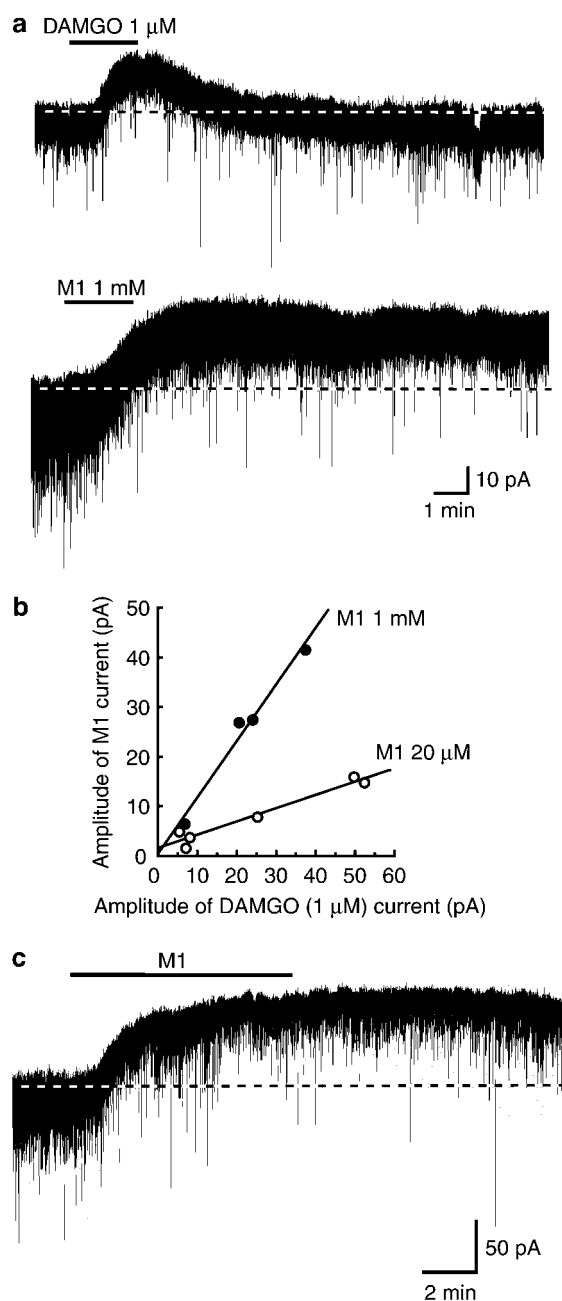 a
DAMGO 1 μM
M1 1 mM
10 pA
1 min
b
Amplitude of M1 current (pA)
50
40
30
20
10
0
M1 1 mM
M1 20 μM
0 10 20 30 40 50 60
Amplitude of DAMGO (1 μM) current (pA)
c
M1
50 pA
2 min